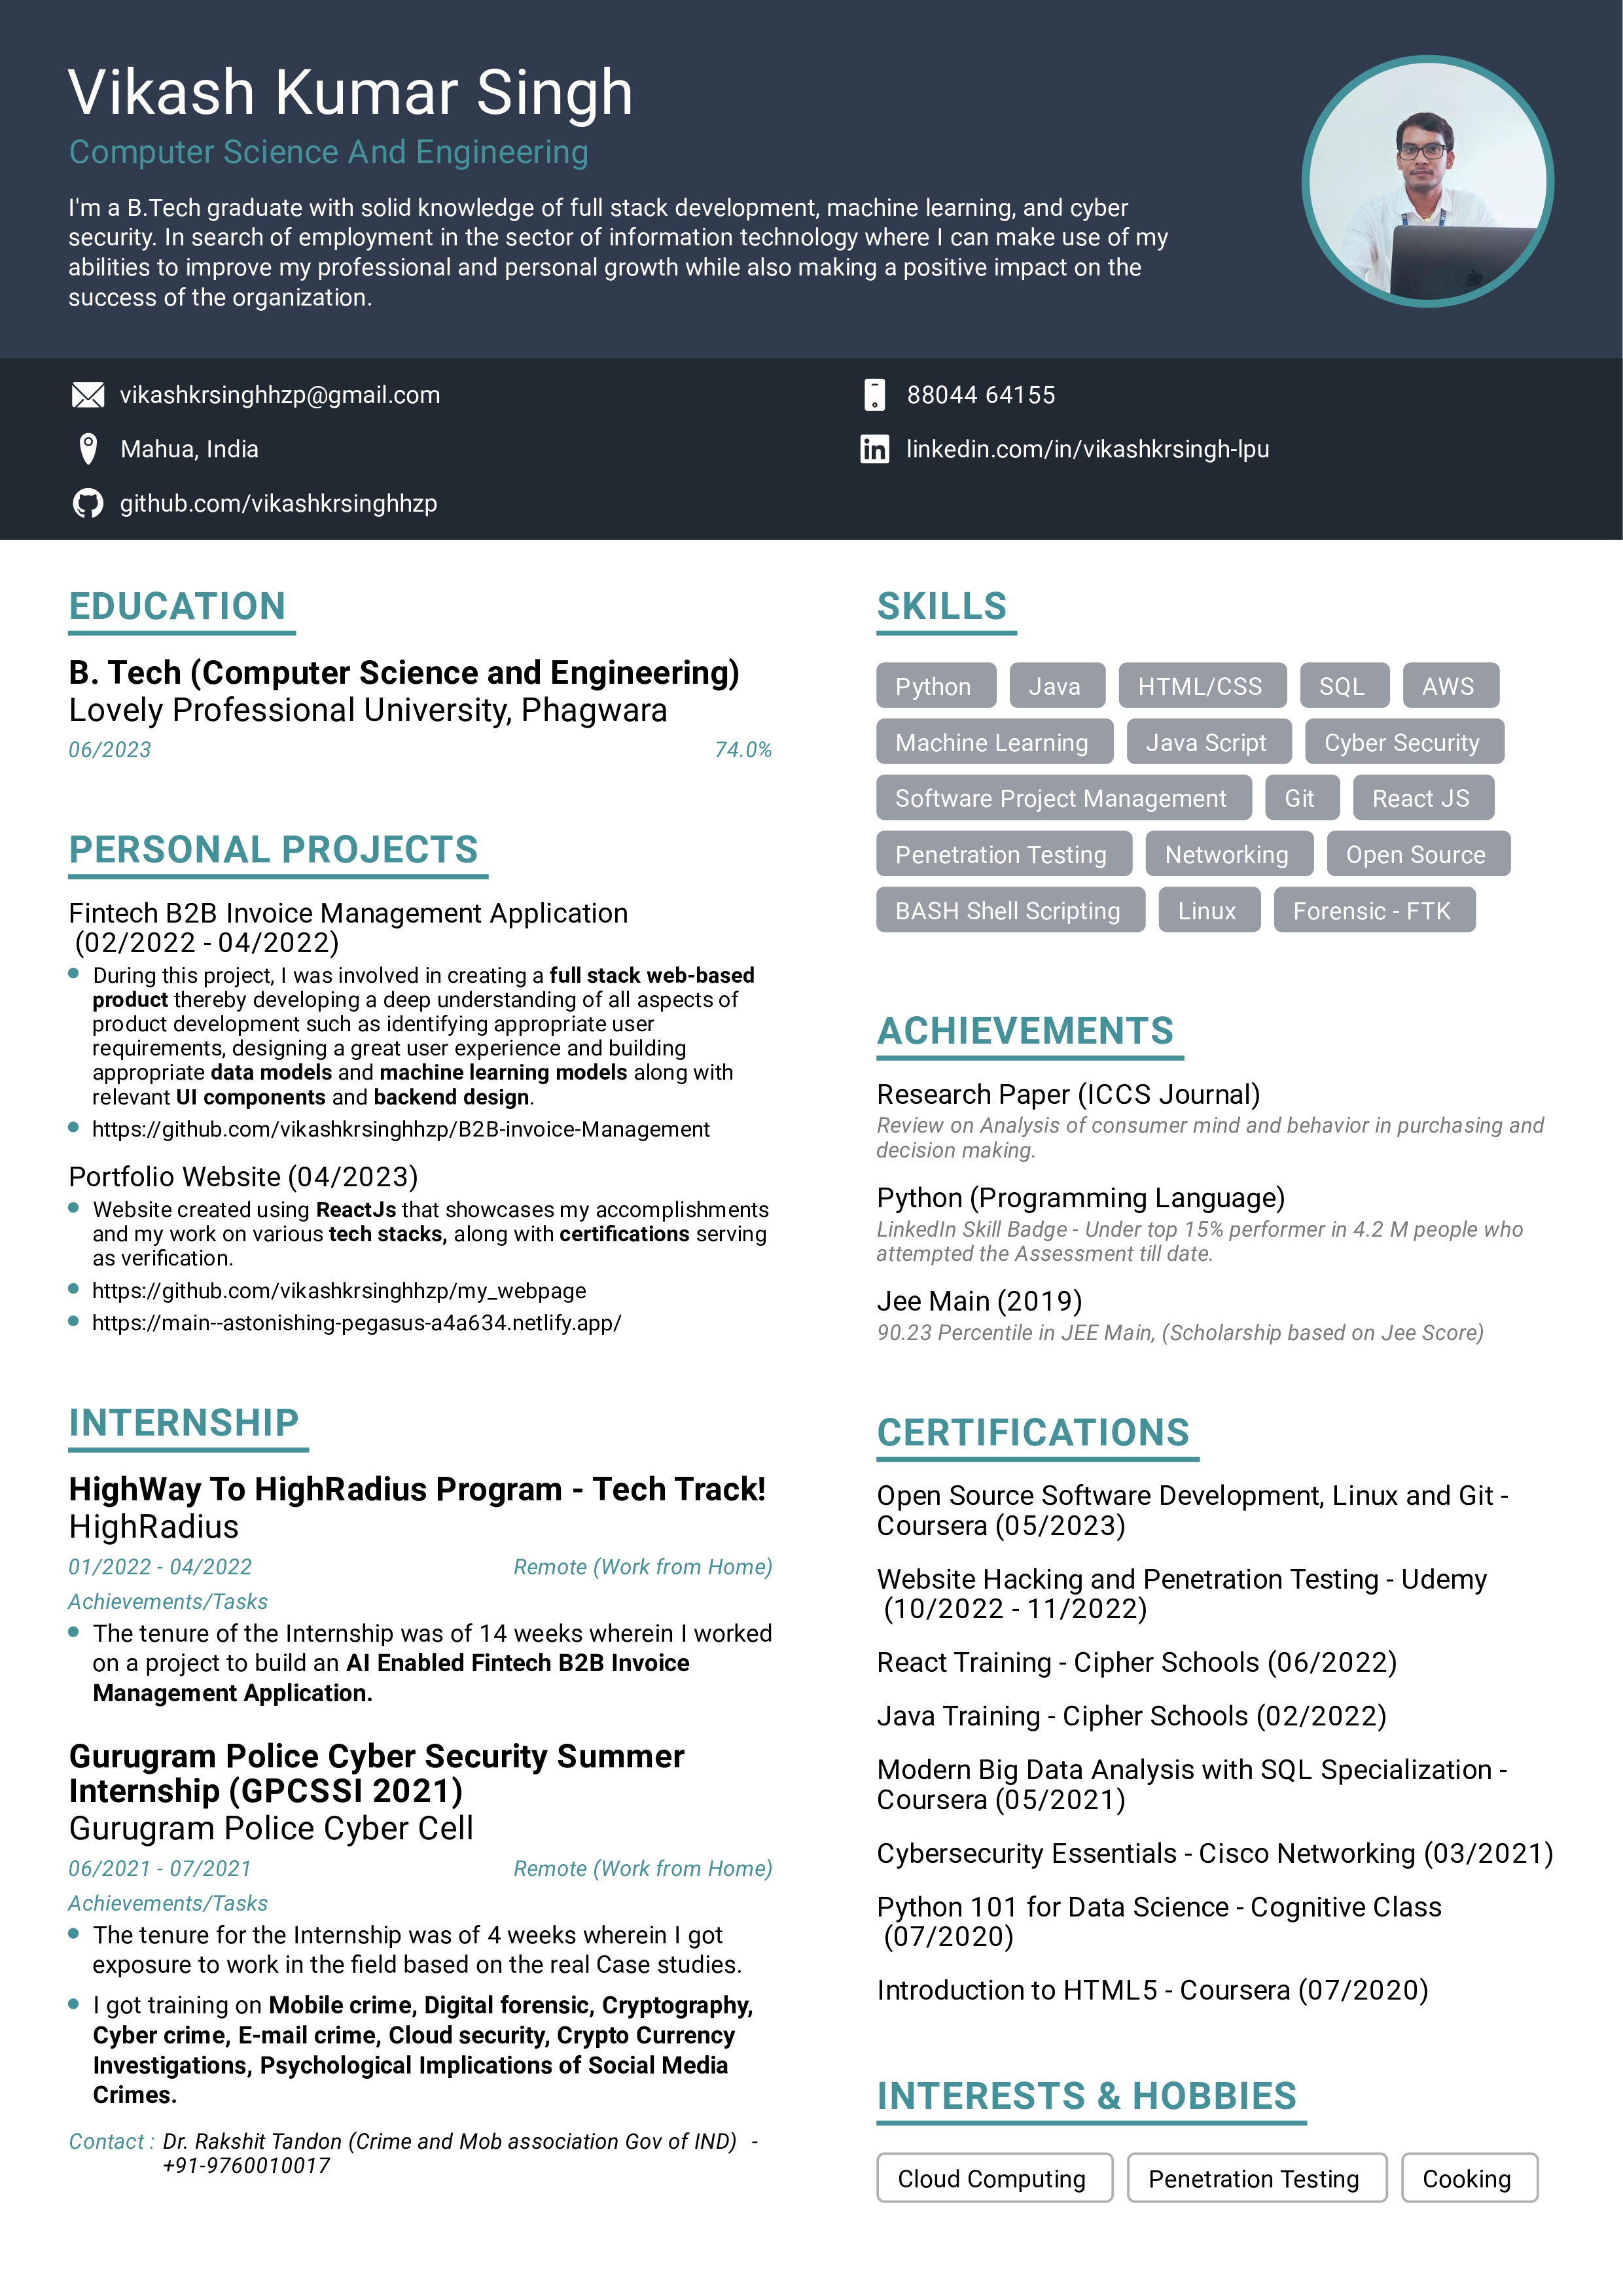 Vikash Kumar Singh
Computer Science And Engineering
I'm a B.Tech graduate with solid knowledge of full stack development, machine learning, and cyber
security. In search of employment in the sector of information technology where I can make use of my
abilities to improve my professional and personal growth while also making a positive impact on the
success of the organization.
vikashkrsinghhzp@gmail.com
88044 64155
Mahua, India
linkedin.com/in/vikashkrsingh-lpu
github.com/vikashkrsinghhzp
EDUCATION
B. Tech (Computer Science and Engineering)
Lovely Professional University, Phagwara
06/2023 74.0%
PERSONAL PROJECTS
Fintech B2B Invoice Management Application
(02/2022 - 04/2022)
During this project, I was involved in creating a full stack web-based
product thereby developing a deep understanding of all aspects of
product development such as identifying appropriate user
requirements, designing a great user experience and building
appropriate data models and machine learning models along with
relevant UI components and backend design.
https://github.com/vikashkrsinghhzp/B2B-invoice-Management
Portfolio Website (04/2023)
Website created using ReactJs that showcases my accomplishments
and my work on various tech stacks, along with certifications serving
as verification.
https://github.com/vikashkrsinghhzp/my_webpage
https://main--astonishing-pegasus-a4a634.netlify.app/
INTERNSHIP
HighWay To HighRadius Program - Tech Track!
HighRadius
01/2022 - 04/2022 Remote (Work from Home)
Achievements/Tasks
The tenure of the Internship was of 14 weeks wherein I worked
on a project to build an AI Enabled Fintech B2B Invoice
Management Application.
Gurugram Police Cyber Security Summer
Internship (GPCSSI 2021)
Gurugram Police Cyber Cell
06/2021 - 07/2021 Remote (Work from Home)
Achievements/Tasks
The tenure for the Internship was of 4 weeks wherein I got
exposure to work in the field based on the real Case studies.
I got training on Mobile crime, Digital forensic, Cryptography,
Cyber crime, E-mail crime, Cloud security, Crypto Currency
Investigations, Psychological Implications of Social Media
Crimes.
Contact : Dr. Rakshit Tandon (Crime and Mob association Gov of IND) -
+91-9760010017
SKILLS
Python Java HTML/CSS SQL AWS
Machine Learning Java Script Cyber Security
Software Project Management Git React JS
Penetration Testing Networking Open Source
BASH Shell Scripting Linux Forensic - FTK
ACHIEVEMENTS
Research Paper (ICCS Journal)
Review on Analysis of consumer mind and behavior in purchasing and
decision making.
Python (Programming Language)
LinkedIn Skill Badge - Under top 15% performer in 4.2 M people who
attempted the Assessment till date.
Jee Main (2019)
90.23 Percentile in JEE Main, (Scholarship based on Jee Score)
CERTIFICATIONS
Open Source Software Development, Linux and Git -
Coursera (05/2023)
Website Hacking and Penetration Testing - Udemy
(10/2022 - 11/2022)
React Training - Cipher Schools (06/2022)
Java Training - Cipher Schools (02/2022)
Modern Big Data Analysis with SQL Specialization -
Coursera (05/2021)
Cybersecurity Essentials - Cisco Networking (03/2021)
Python 101 for Data Science - Cognitive Class
(07/2020)
Introduction to HTML5 - Coursera (07/2020)
INTERESTS & HOBBIES
Cloud Computing Penetration Testing Cooking